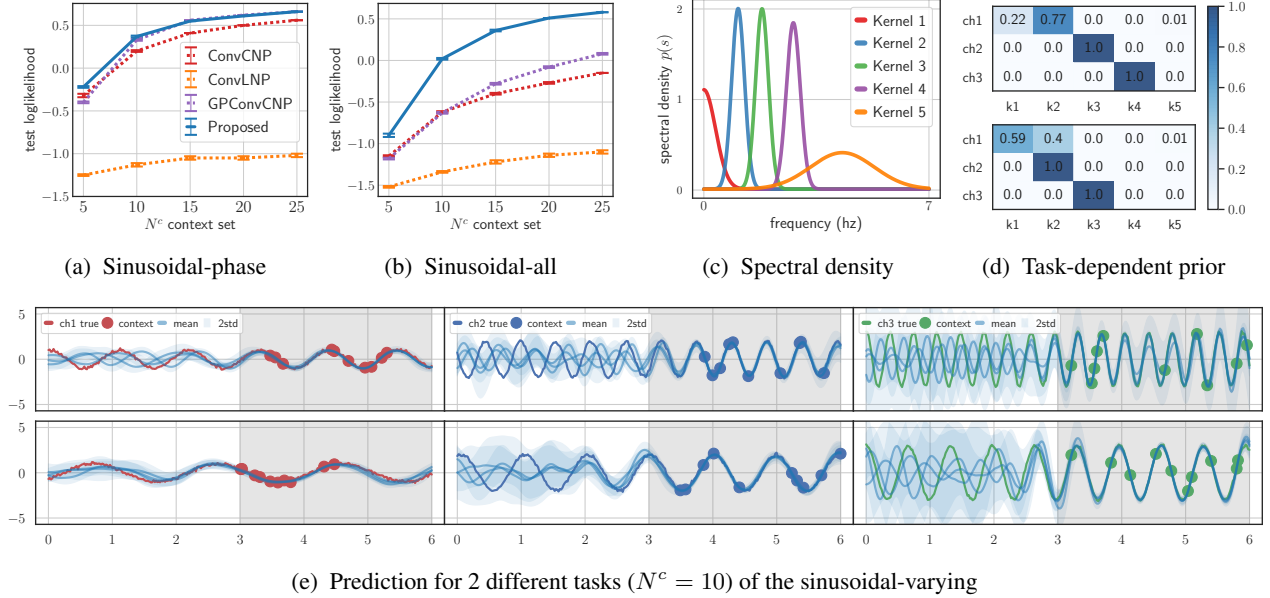 test loglikelihood
0.5
0.0
−0.5
−1.0
−1.5
5 10 15 20 25
N^c context set
ConvCNP
ConvLNP
GPConvCNP
Proposed
(a) Sinusoidal-phase
test loglikelihood
0.5
0.0
−0.5
−1.0
−1.5
5 10 15 20 25
N^c context set
(b) Sinusoidal-all
spectral density p(s)
2
1
0
0 7
frequency (hz)
Kernel 1
Kernel 2
Kernel 3
Kernel 4
Kernel 5
(c) Spectral density
ch1 0.22 0.77 0.0 0.0 0.01
ch2 0.0 0.0 1.0 0.0 0.0
ch3 0.0 0.0 0.0 1.0 0.0
k1 k2 k3 k4 k5
ch1 0.59 0.4 0.0 0.0 0.01
ch2 0.0 1.0 0.0 0.0 0.0
ch3 0.0 0.0 1.0 0.0 0.0
k1 k2 k3 k4 k5
1.0
0.8
0.6
0.4
0.2
0.0
(d) Task-dependent prior
5
0
−5
ch1 true context mean 2std
ch2 true context mean 2std
ch3 true context mean 2std
5
0
−5
0 1 2 3 4 5 6
0 1 2 3 4 5 6
0 1 2 3 4 5 6
(e) Prediction for 2 different tasks (N^c = 10) of the sinusoidal-varying